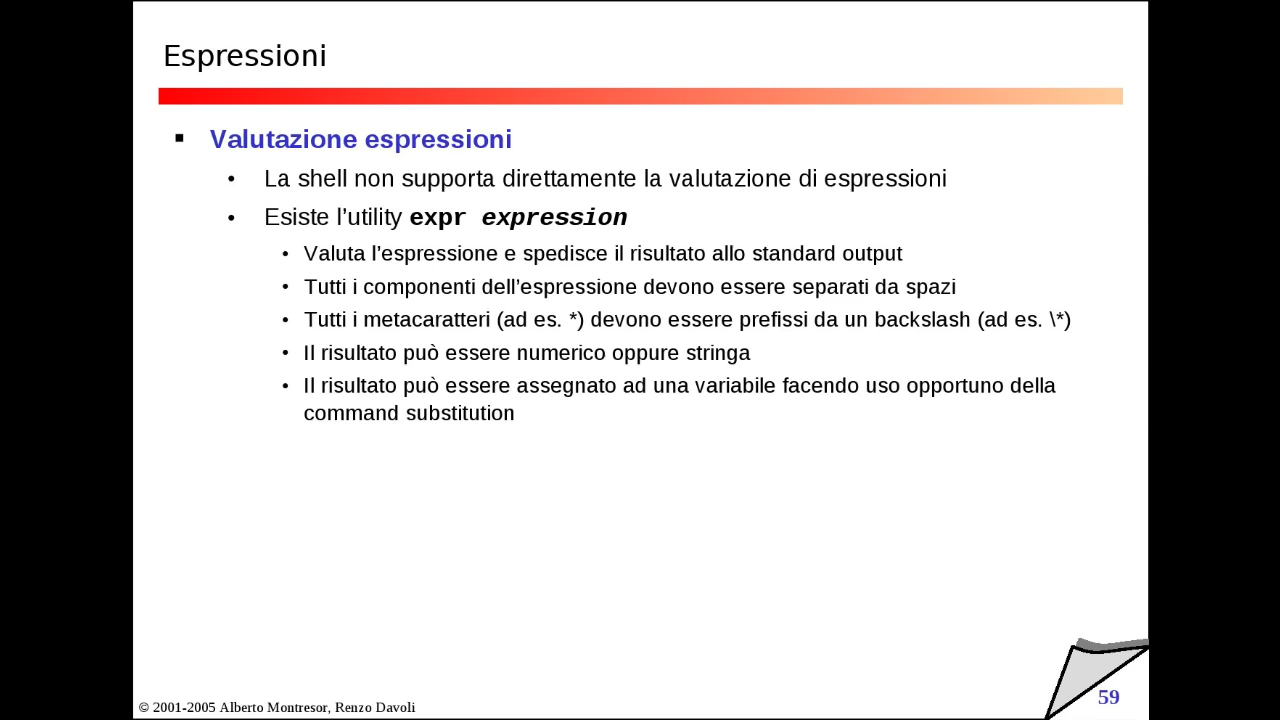 Espressioni
Valutazione espressioni
La shell non supporta direttamente la valutazione di espressioni
Esiste l’utility expr expression
Valuta l’espressione e spedisce il risultato allo standard output
Tutti i componenti dell’espressione devono essere separati da spazi
Tutti i metacaratteri (ad es. *) devono essere prefissi da un backslash (ad es. \*)
Il risultato può essere numerico oppure stringa
Il risultato può essere assegnato ad una variabile facendo uso opportuno della
command substitution
© 2001-2005 Alberto Montresor, Renzo Davoli
59